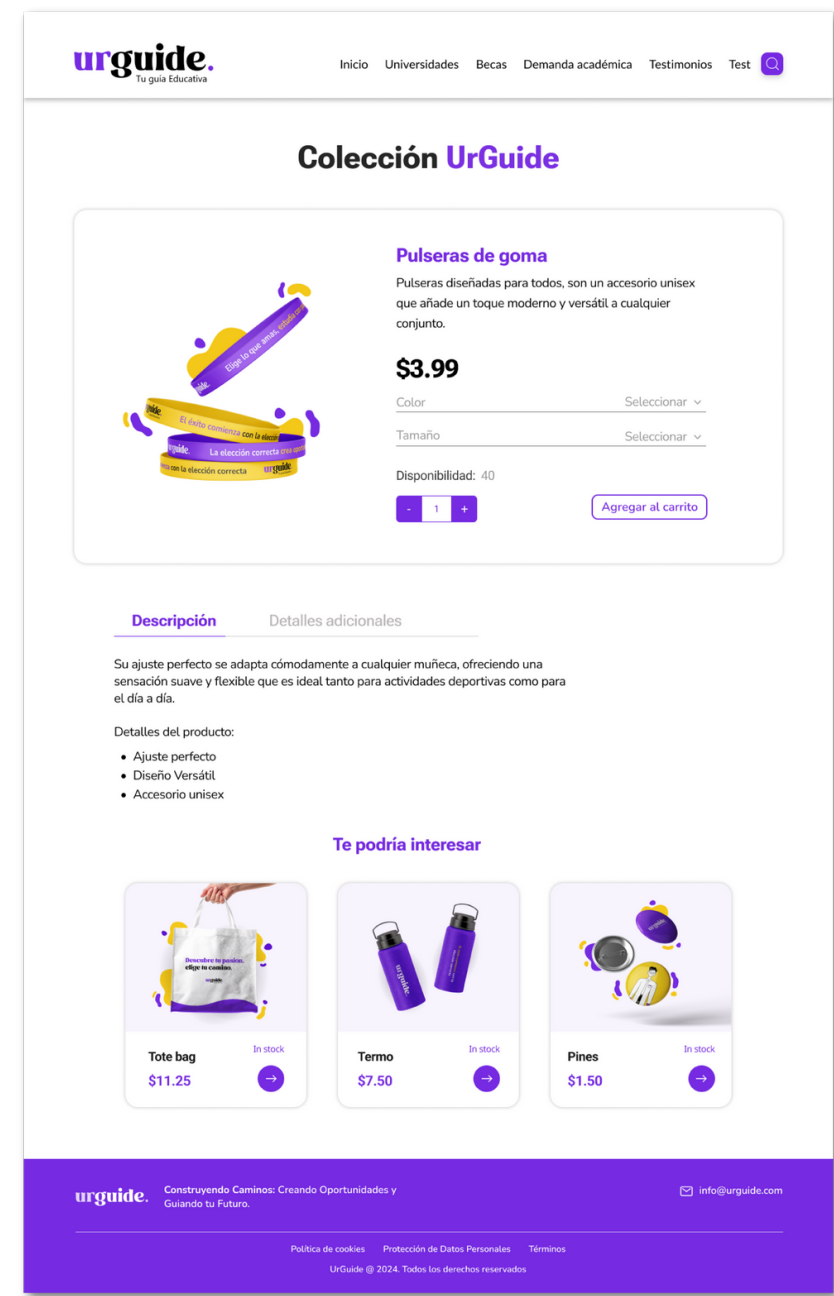 urguide.
Tu guía Educativa
Inicio Universidades Becas Demanda académica Testimonios Test
Colección UrGuide
Pulseras de goma
Pulseras diseñadas para todos, son un accesorio unisex
que añade un toque moderno y versátil a cualquier
conjunto.
$3.99
Color Seleccionar
Tamaño Seleccionar
Disponibilidad: 40
- 1 +
Agregar al carrito
Elige lo que amas, estudia
urguide.
El éxito comienza con la elección
urguide. La elección correcta crea
con la elección correcta urguide
Descripción Detalles adicionales
Su ajuste perfecto se adapta cómodamente a cualquier muñeca, ofreciendo una
sensación suave y flexible que es ideal tanto para actividades deportivas como para
el día a día.
Detalles del producto:
• Ajuste perfecto
• Diseño Versátil
• Accesorio unisex
Te podría interesar
Descubre tu pasión,
elige tu camino.
urguide
urguide.
urguide
In stock
Tote bag
$11.25
In stock
Termo
$7.50
In stock
Pines
$1.50
urguide.
Construyendo Caminos: Creando Oportunidades y
Guiando tu Futuro.
info@urguide.com
Política de cookies Protección de Datos Personales Términos
UrGuide @ 2024. Todos los derechos reservados